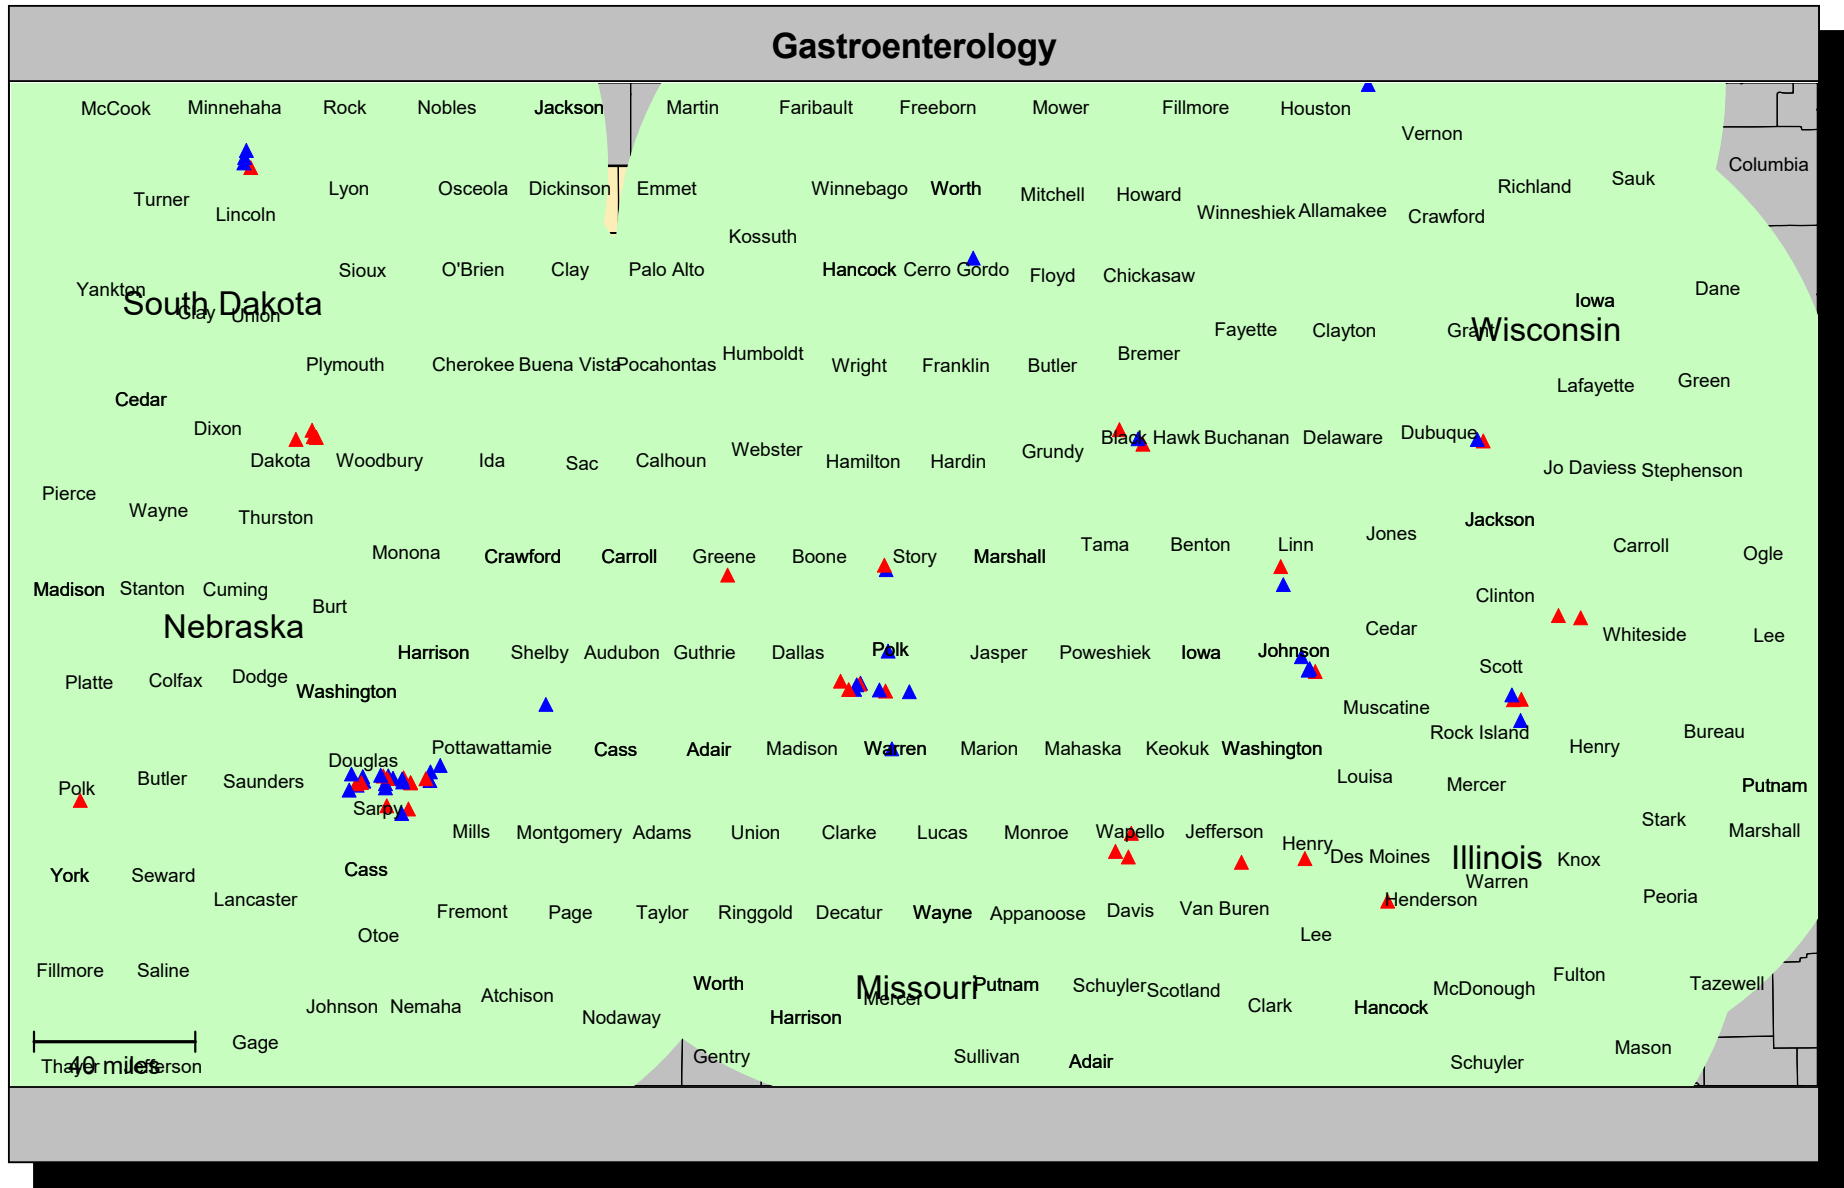 Gastroenterology
McCook Minnehaha Rock Nobles Jackson Martin Faribault Freeborn Mower Fillmore Houston
Vernon
Columbia
Turner Lincoln Lyon Osceola Dickinson Emmet Winnebago Worth Mitchell Howard Richland Sauk
Winneshiek Allamakee Crawford
Kossuth
Yankton Sioux O'Brien Clay Palo Alto Hancock Cerro Gordo Floyd Chickasaw Dane
South Dakota Iowa
Clay Union Wisconsin
Fayette Clayton Grant
Plymouth Cherokee Buena Vista Pocahontas Humboldt Wright Franklin Butler Bremer
Cedar Lafayette Green
Dixon Black Hawk Buchanan Delaware Dubuque
Dakota Woodbury Ida Sac Calhoun Webster Hamilton Hardin Grundy Jo Daviess Stephenson
Pierce Wayne Thurston Jackson
Monona Crawford Carroll Greene Boone Story Marshall Tama Benton Linn Jones Carroll Ogle
Madison Stanton Cuming Burt Clinton
Nebraska Cedar Whiteside Lee
Harrison Shelby Audubon Guthrie Dallas Polk Jasper Poweshiek Iowa Johnson Scott
Platte Colfax Dodge Washington Muscatine
Rock Island Bureau
Douglas Pottawattamie Cass Adair Madison Warren Marion Mahaska Keokuk Washington Henry
Polk Butler Saunders Louisa Mercer Putnam
Sarpy Mills Montgomery Adams Union Clarke Lucas Monroe Wapello Jefferson Stark Marshall
Henry Des Moines Illinois Knox
York Seward Cass Warren
Lancaster Fremont Page Taylor Ringgold Decatur Wayne Appanoose Davis Van Buren Henderson Peoria
Otoe Lee
Fillmore Saline Worth Missouri Putnam Schuyler Scotland McDonough Fulton Tazewell
Johnson Nemaha Atchison Nodaway Harrison Mercer Clark Hancock
Gage Gentry Sullivan Adair Schuyler Mason
Thayer 40 miles Jefferson